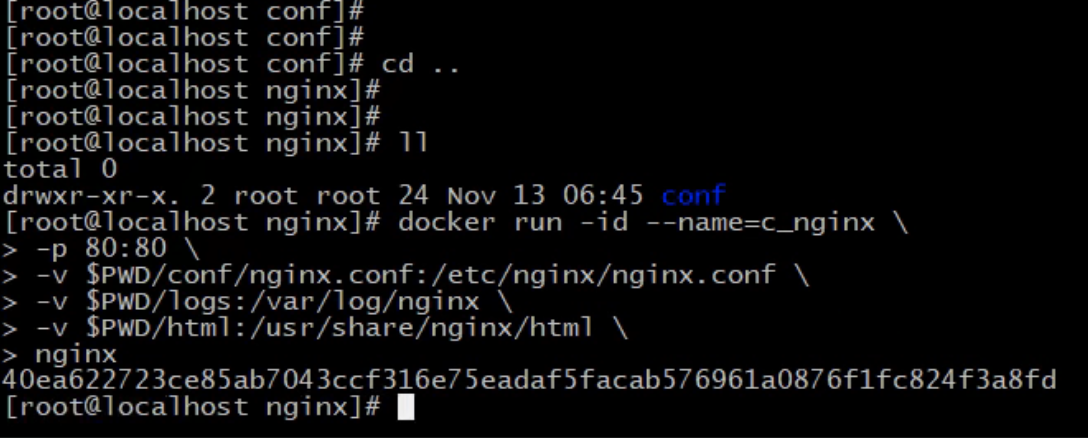 [root@localhost conf]#
[root@localhost conf]#
[root@localhost conf]# cd ..
[root@localhost nginx]#
[root@localhost nginx]#
[root@localhost nginx]# ll
total 0
drwxr-xr-x. 2 root root 24 Nov 13 06:45 conf
[root@localhost nginx]# docker run -id --name=c_nginx \
> -p 80:80 \
> -v $PWD/conf/nginx.conf:/etc/nginx/nginx.conf \
> -v $PWD/logs:/var/log/nginx \
> -v $PWD/html:/usr/share/nginx/html \
> nginx
40ea622723ce85ab7043ccf316e75eadaf5facab576961a0876f1fc824f3a8fd
[root@localhost nginx]#